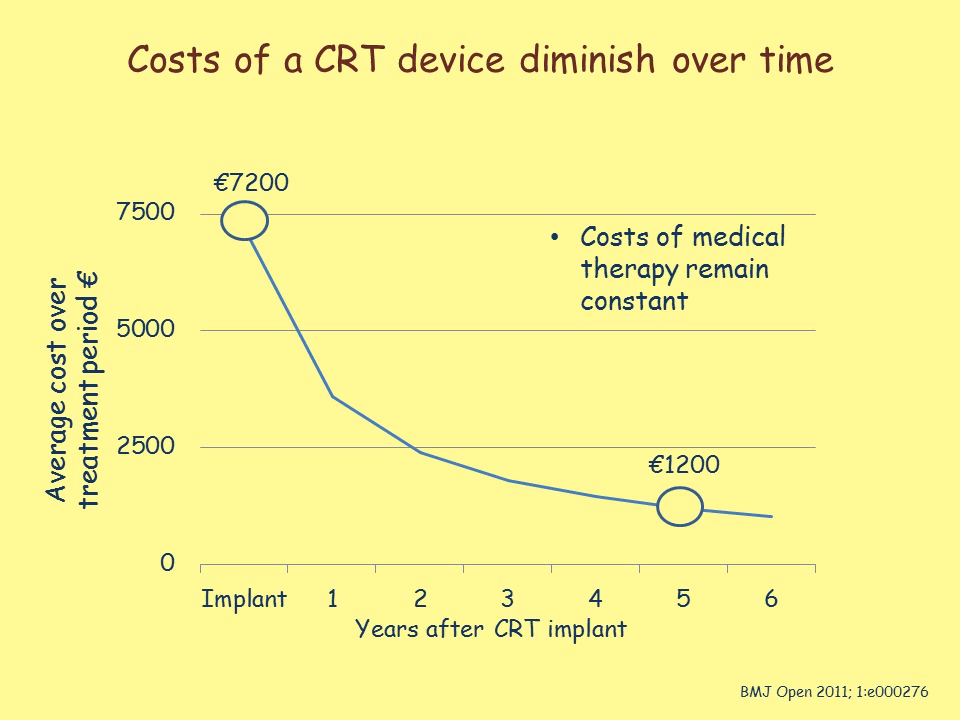 Costs of a CRT device diminish over time
€7200
7500
• Costs of medical
therapy remain
constant
5000
Average cost over
treatment period €
2500
€1200
0
Implant 1 2 3 4 5 6
Years after CRT implant
BMJ Open 2011; 1:e000276